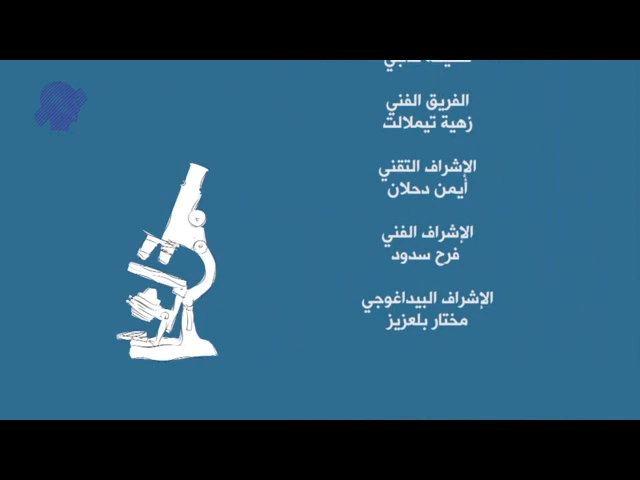 الفريق الفني
زهية تيملالت
الإشراف التقني
أيمن دحلان
الإشراف الفني
فرح سدود
الإشراف البيداغوجي
مختار بلعزيز